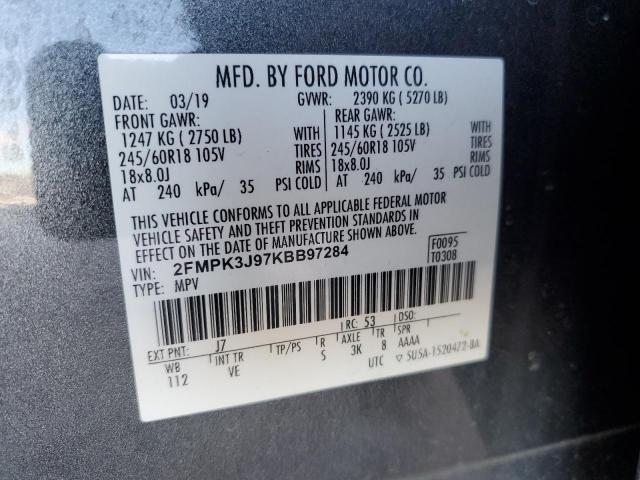 MFD. BY FORD MOTOR CO.
DATE: 03/19 GVWR: 2390 KG ( 5270 LB)
FRONT GAWR: REAR GAWR:
1247 KG ( 2750 LB) 1145 KG ( 2525 LB)
245/60R18 105V TIRES 245/60R18 105V TIRES
18x8.0J RIMS 18x8.0J RIMS
AT 240 kPa/ 35 PSI COLD AT 240 kPa/ 35 PSI COLD
THIS VEHICLE CONFORMS TO ALL APPLICABLE FEDERAL MOTOR
VEHICLE SAFETY AND THEFT PREVENTION STANDARDS IN
EFFECT ON THE DATE OF MANUFACTURE SHOWN ABOVE.
VIN: 2FMPK3J97KBB97284 F0095
TYPE: MPV T0308
EXT PNT: J7 RC: 53 DSO:
WB INT TR TP/PS R AXLE TR SPR
112 VE S 3K 8 AAAA
UTC ▽ 5U5A-1520472-BA